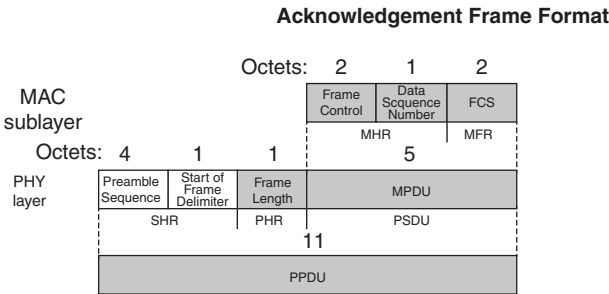 Acknowledgement Frame Format
Octets: 2 1 2
MAC sublayer
Frame Control
Data Scquence Number
FCS
MHR
MFR
Octets: 4 1 1 5
PHY layer
Preamble Sequence
Start of Frame Delimiter
Frame Length
MPDU
SHR
PHR
PSDU
11
PPDU